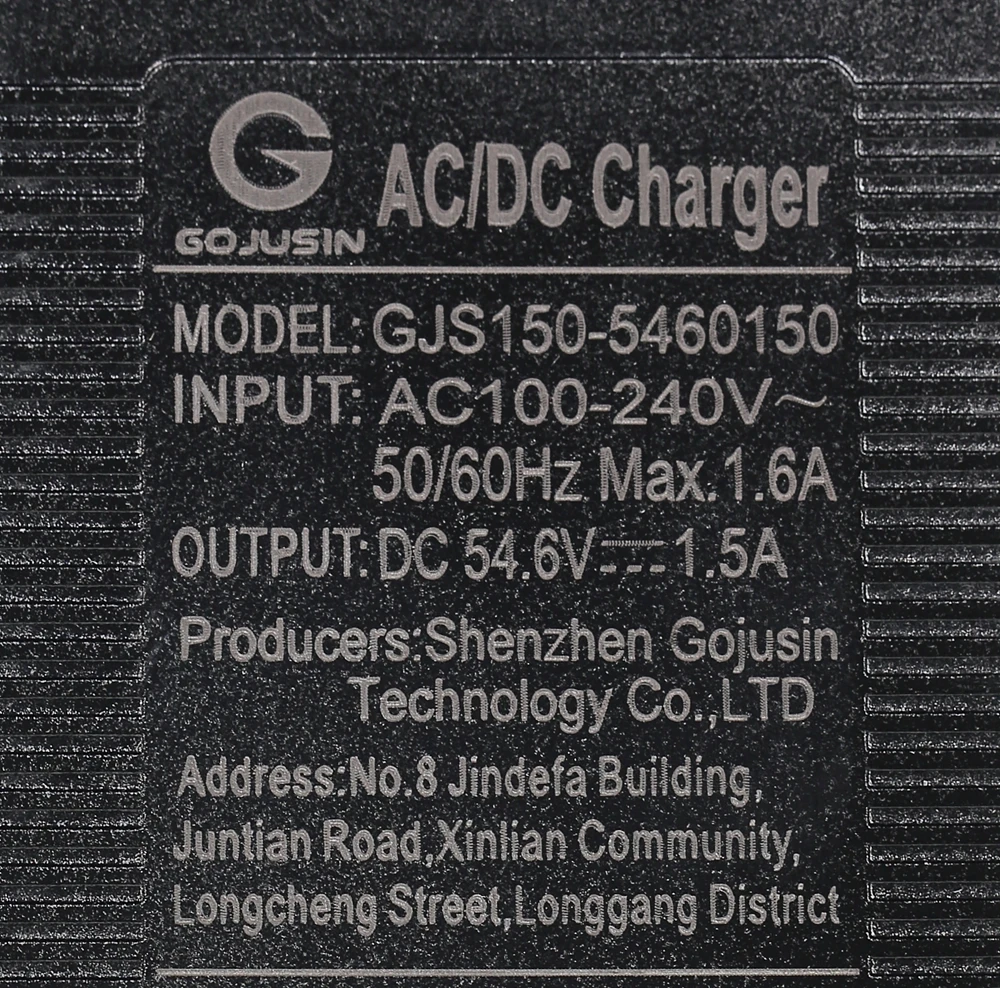 GOJUSIN
AC/DC Charger
MODEL: GJS150-5460150
INPUT: AC100-240V~
50/60Hz Max.1.6A
OUTPUT:DC 54.6V⎓1.5A
Producers:Shenzhen Gojusin
Technology Co.,LTD
Address:No.8 Jindefa Building,
Juntian Road,Xinlian Community,
Longcheng Street,Longgang District